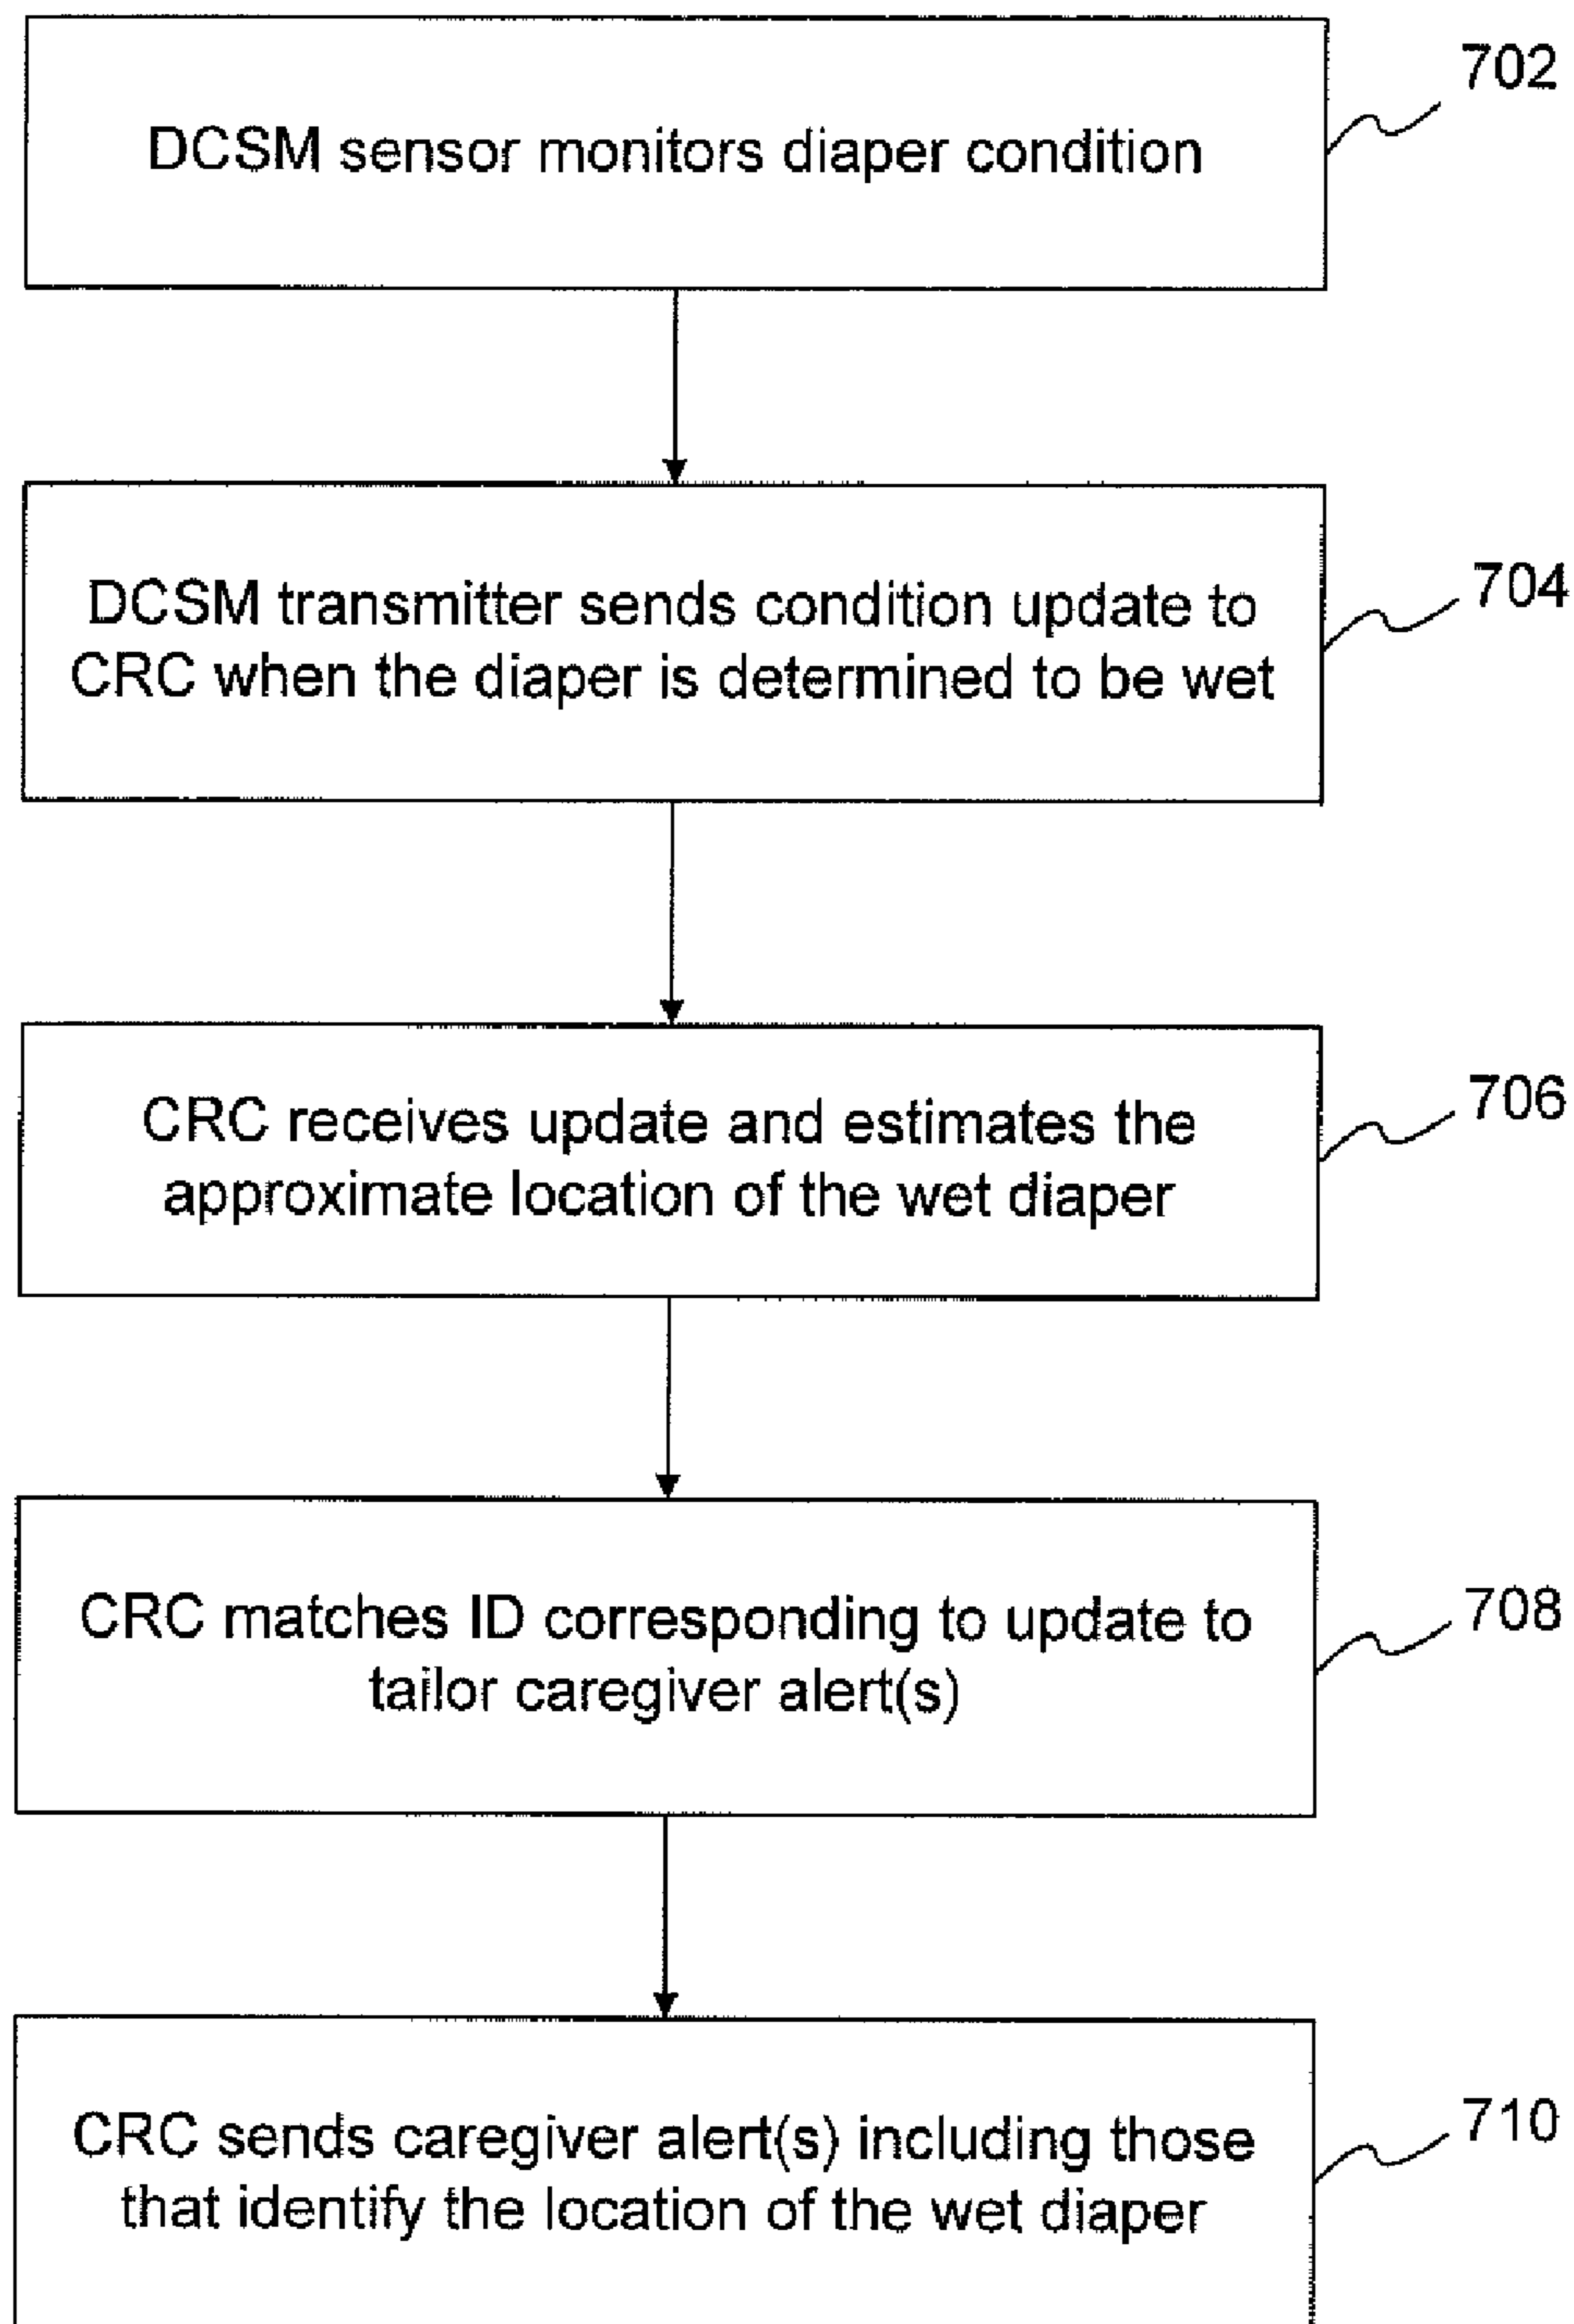 702
DCSM sensor monitors diaper condition
704
DCSM transmitter sends condition update to
CRC when the diaper is determined to be wet
706
CRC receives update and estimates the
approximate location of the wet diaper
708
CRC matches ID corresponding to update to
tailor caregiver alert(s)
710
CRC sends caregiver alert(s) including those
that identify the location of the wet diaper